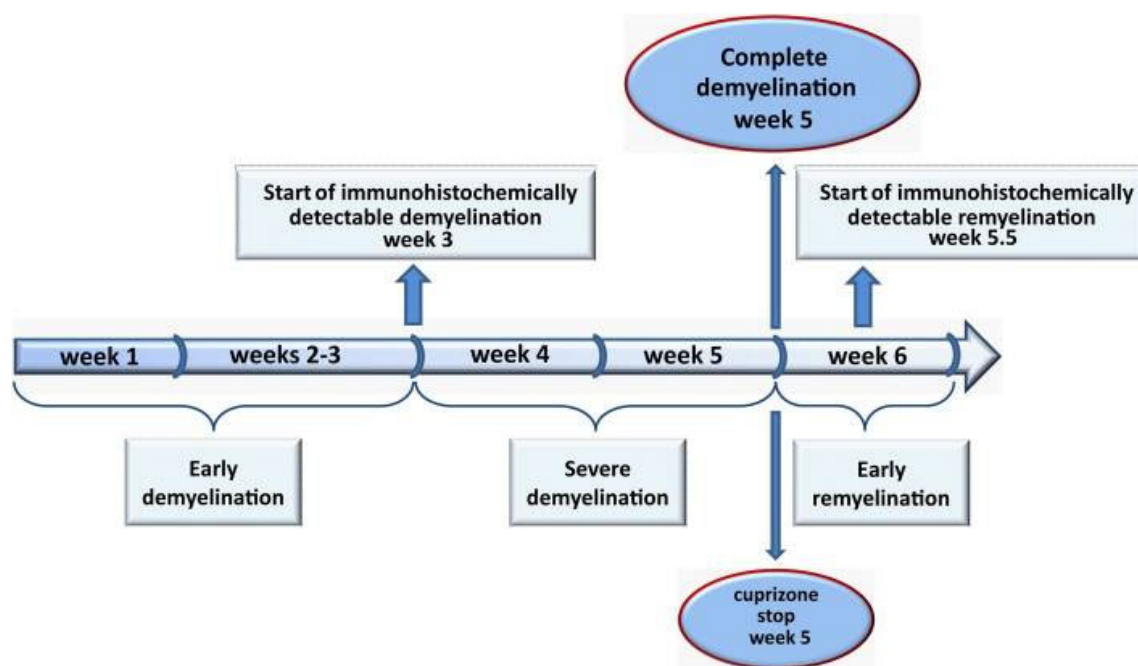 Complete
demyelination
week 5
Start of immunohistochemically
detectable demyelination
week 3
Start of immunohistochemically
detectable remyelination
week 5.5
week 1
weeks 2-3
week 4
week 5
week 6
Early
demyelination
Severe
demyelination
Early
remyelination
cuprizone
stop
week 5